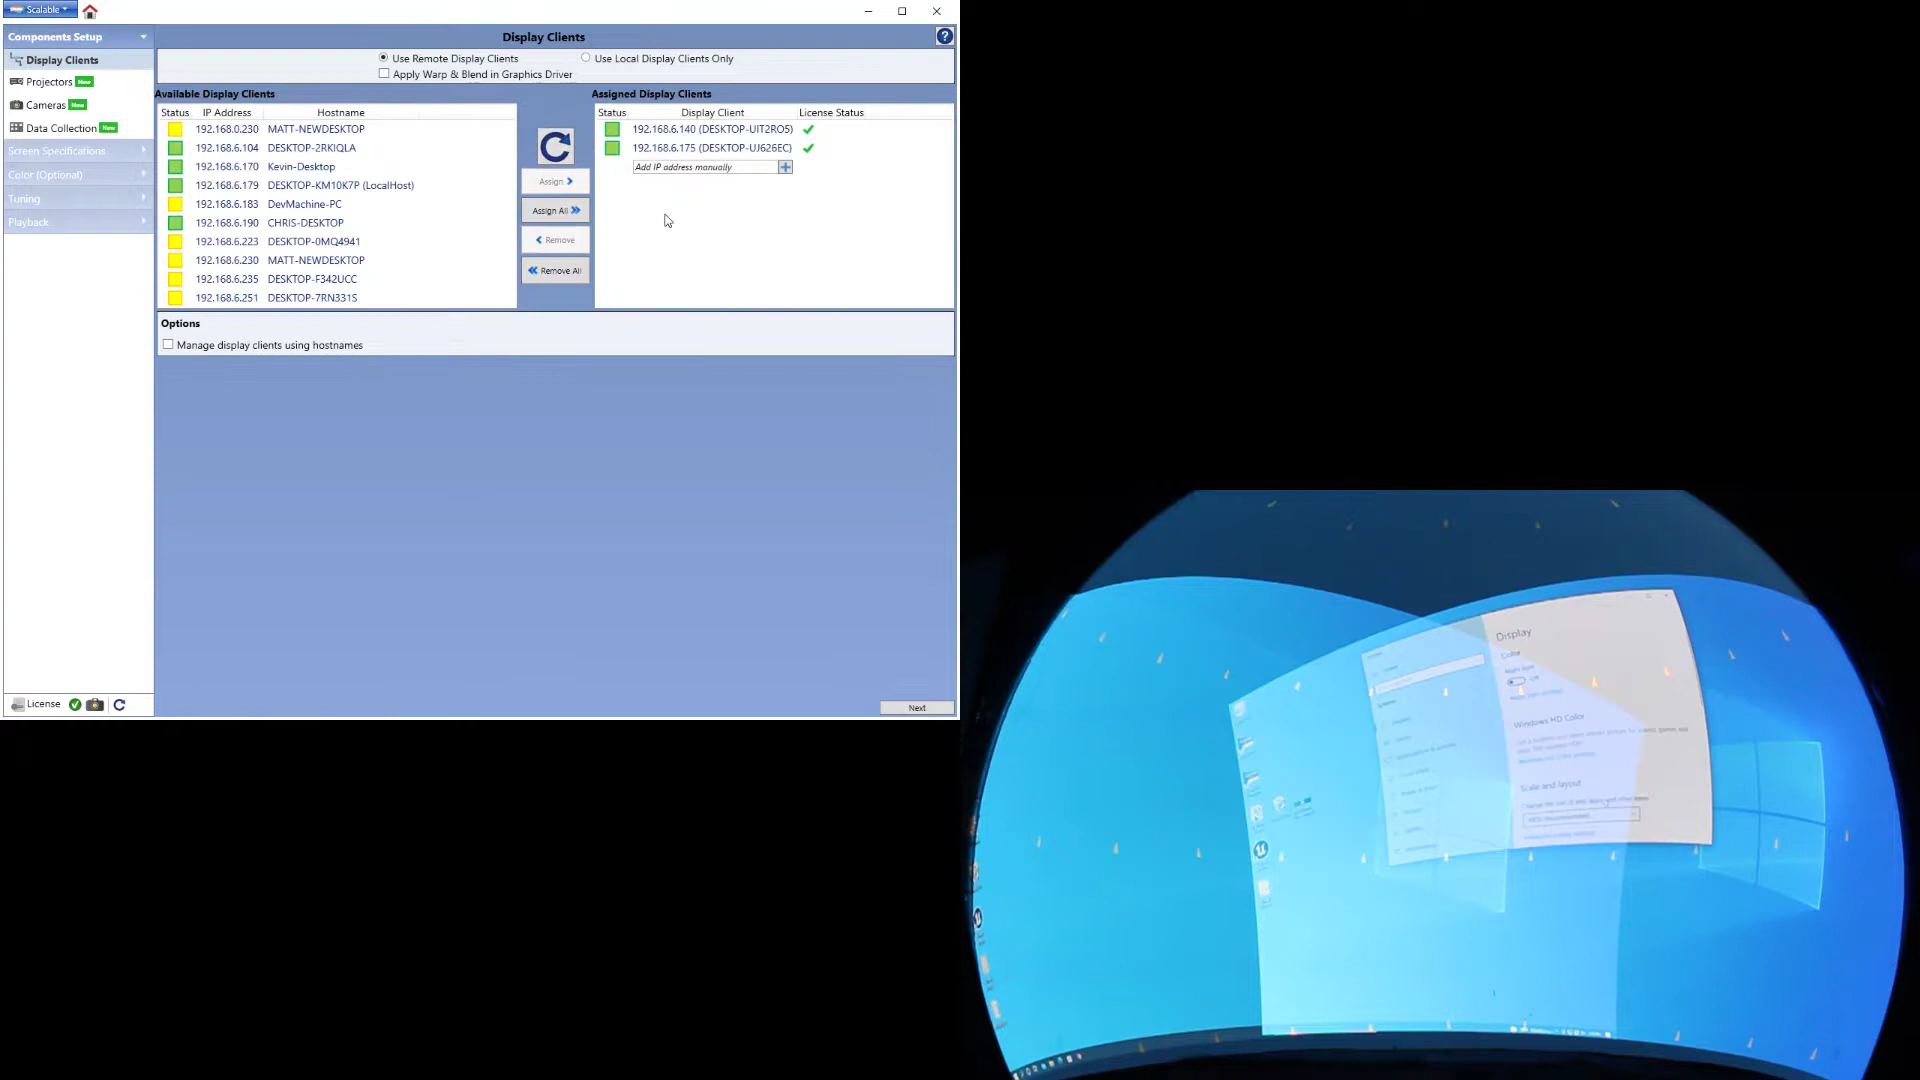 Scalable
Components Setup
Display Clients
Projectors New
Cameras New
Data Collection New
Screen Specifications
Color (Optional)
Tuning
Playback
License
Display Clients
Use Remote Display Clients
Use Local Display Clients Only
Apply Warp & Blend in Graphics Driver
Available Display Clients
Status IP Address Hostname
192.168.0.230 MATT-NEWDESKTOP
192.168.6.104 DESKTOP-2RKIQLA
192.168.6.170 Kevin-Desktop
192.168.6.179 DESKTOP-KM10K7P (LocalHost)
192.168.6.183 DevMachine-PC
192.168.6.190 CHRIS-DESKTOP
192.168.6.223 DESKTOP-0MQ4941
192.168.6.230 MATT-NEWDESKTOP
192.168.6.235 DESKTOP-F342UCC
192.168.6.251 DESKTOP-7RN331S
Assign
Assign All
Remove
Remove All
Assigned Display Clients
Status Display Client License Status
192.168.6.140 (DESKTOP-UIT2RO5)
192.168.6.175 (DESKTOP-UJ626EC)
Add IP address manually
Options
Manage display clients using hostnames
Next
Display
Color
Night light
Off
Windows HD Color
Scale and layout